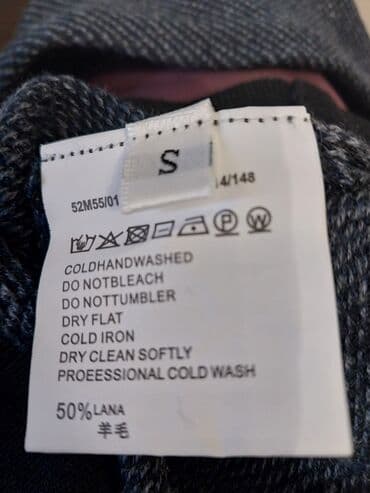 S
52M55/01 4/148
P W
COLDHANDWASHED
DO NOTBLEACH
DO NOTTUMBLER
DRY FLAT
COLD IRON
DRY CLEAN SOFTLY
PROEESSIONAL COLD WASH
50% LANA
羊毛